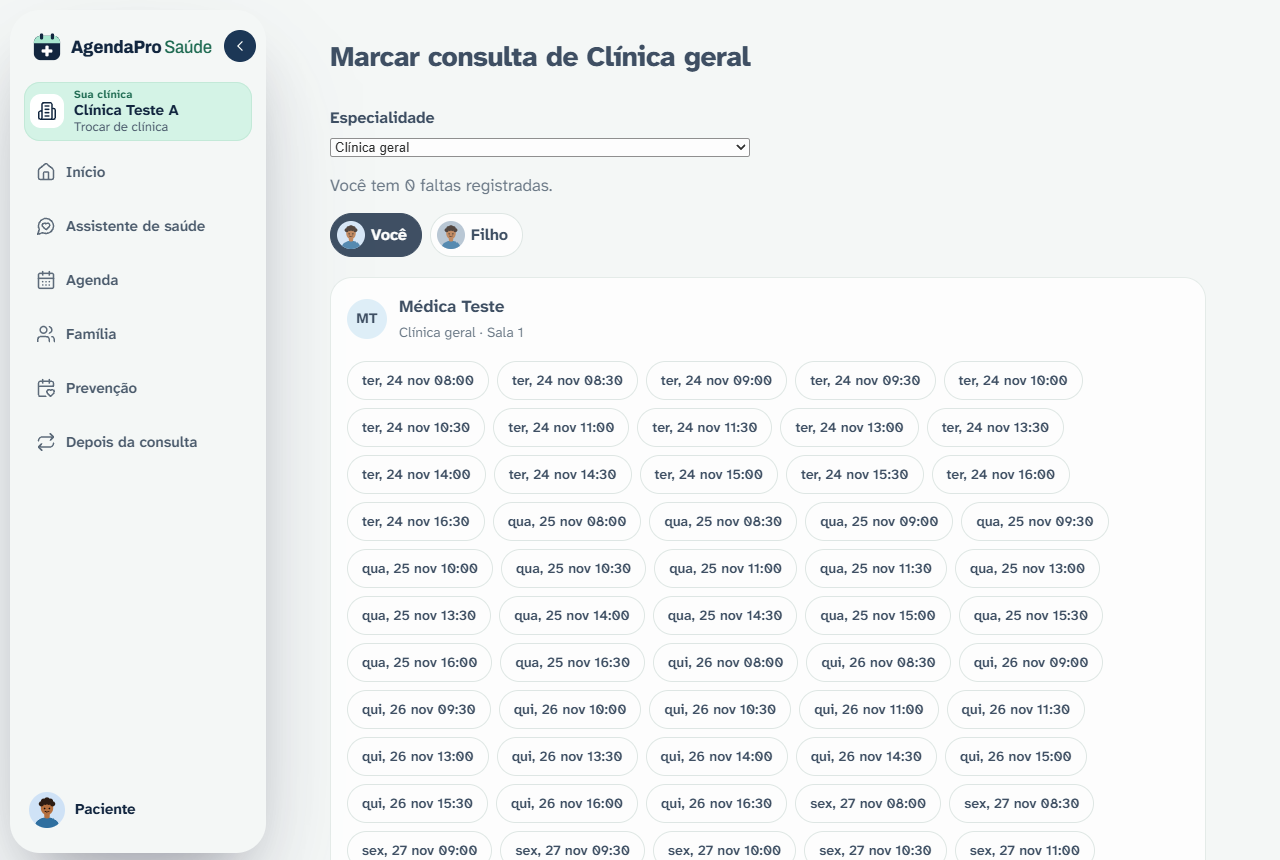 AgendaPro Saúde
Sua clínica
Clínica Teste A
Trocar de clínica
Início
Assistente de saúde
Agenda
Família
Prevenção
Depois da consulta
Paciente
Marcar consulta de Clínica geral
Especialidade
Clínica geral
Você tem 0 faltas registradas.
Você Filho
MT
Médica Teste
Clínica geral · Sala 1
ter, 24 nov 08:00 ter, 24 nov 08:30 ter, 24 nov 09:00 ter, 24 nov 09:30 ter, 24 nov 10:00
ter, 24 nov 10:30 ter, 24 nov 11:00 ter, 24 nov 11:30 ter, 24 nov 13:00 ter, 24 nov 13:30
ter, 24 nov 14:00 ter, 24 nov 14:30 ter, 24 nov 15:00 ter, 24 nov 15:30 ter, 24 nov 16:00
ter, 24 nov 16:30 qua, 25 nov 08:00 qua, 25 nov 08:30 qua, 25 nov 09:00 qua, 25 nov 09:30
qua, 25 nov 10:00 qua, 25 nov 10:30 qua, 25 nov 11:00 qua, 25 nov 11:30 qua, 25 nov 13:00
qua, 25 nov 13:30 qua, 25 nov 14:00 qua, 25 nov 14:30 qua, 25 nov 15:00 qua, 25 nov 15:30
qua, 25 nov 16:00 qua, 25 nov 16:30 qui, 26 nov 08:00 qui, 26 nov 08:30 qui, 26 nov 09:00
qui, 26 nov 09:30 qui, 26 nov 10:00 qui, 26 nov 10:30 qui, 26 nov 11:00 qui, 26 nov 11:30
qui, 26 nov 13:00 qui, 26 nov 13:30 qui, 26 nov 14:00 qui, 26 nov 14:30 qui, 26 nov 15:00
qui, 26 nov 15:30 qui, 26 nov 16:00 qui, 26 nov 16:30 sex, 27 nov 08:00 sex, 27 nov 08:30
sex, 27 nov 09:00 sex, 27 nov 09:30 sex, 27 nov 10:00 sex, 27 nov 10:30 sex, 27 nov 11:00